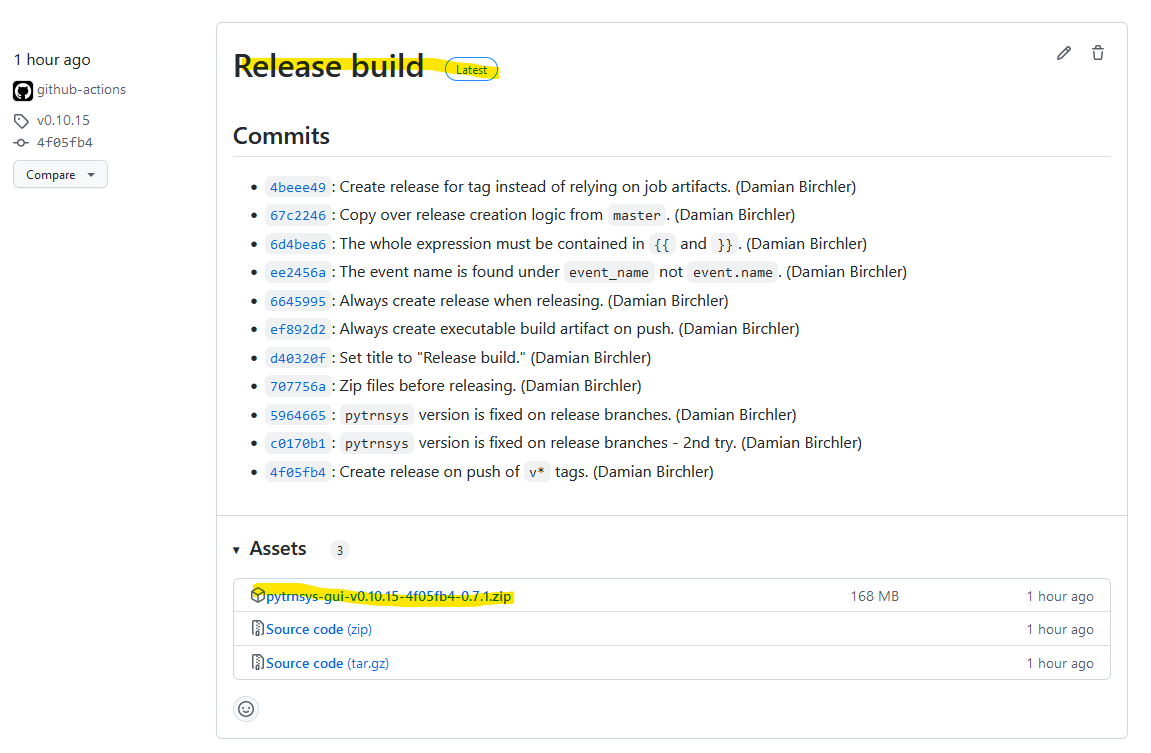 1 hour ago
github-actions
v0.10.15
4f05fb4
Compare
Release build Latest
Commits
4beee49: Create release for tag instead of relying on job artifacts. (Damian Birchler)
67c2246: Copy over release creation logic from master. (Damian Birchler)
6d4bea6: The whole expression must be contained in {{ and }}. (Damian Birchler)
ee2456a: The event name is found under event_name not event.name. (Damian Birchler)
6645995: Always create release when releasing. (Damian Birchler)
ef892d2: Always create executable build artifact on push. (Damian Birchler)
d40320f: Set title to "Release build." (Damian Birchler)
707756a: Zip files before releasing. (Damian Birchler)
5964665: pytrnsys version is fixed on release branches. (Damian Birchler)
c0170b1: pytrnsys version is fixed on release branches - 2nd try. (Damian Birchler)
4f05fb4: Create release on push of v* tags. (Damian Birchler)
Assets 3
pytrnsys-gui-v0.10.15-4f05fb4-0.7.1.zip 168 MB 1 hour ago
Source code (zip) 1 hour ago
Source code (tar.gz) 1 hour ago